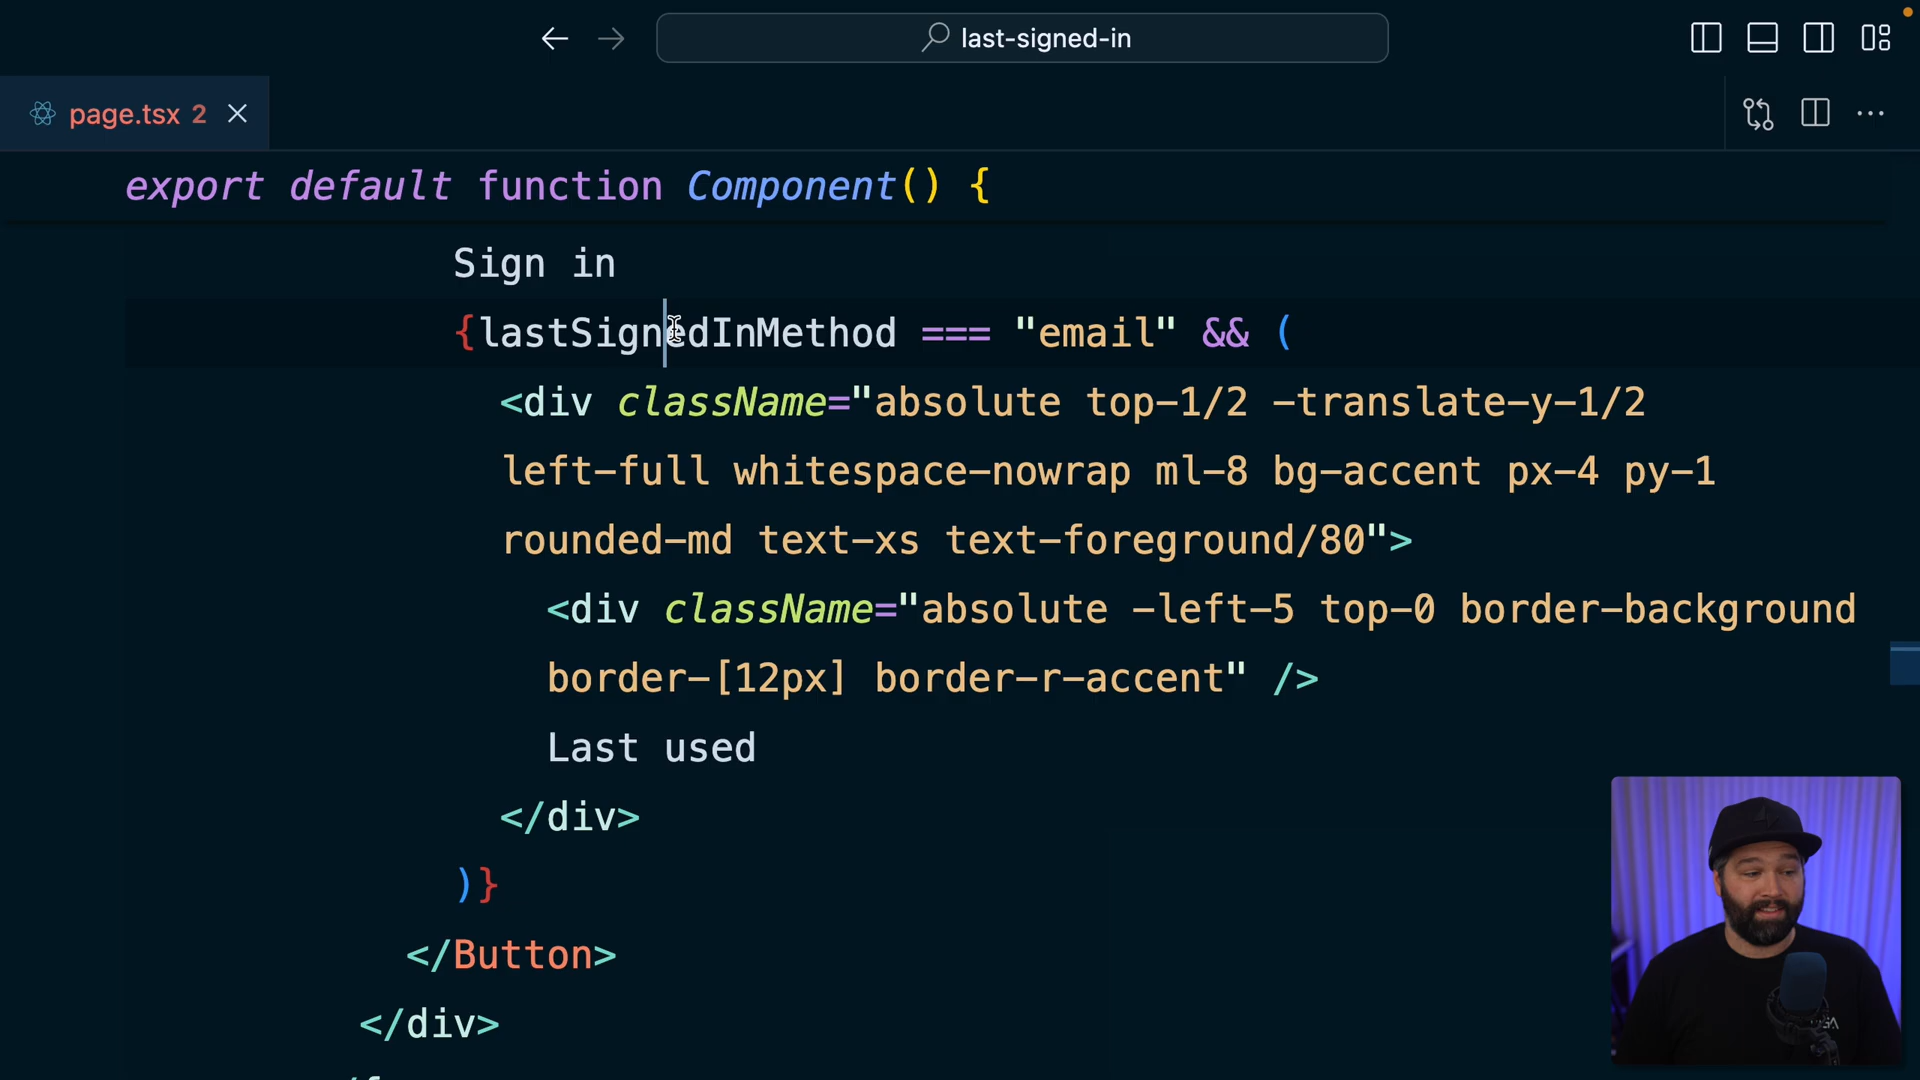 last-signed-in
page.tsx 2
export default function Component() {
Sign in
{lastSignedInMethod === "email" && (
<div className="absolute top-1/2 -translate-y-1/2
left-full whitespace-nowrap ml-8 bg-accent px-4 py-1
rounded-md text-xs text-foreground/80">
<div className="absolute -left-5 top-0 border-background
border-[12px] border-r-accent" />
Last used
</div>
)}
</Button>
</div>